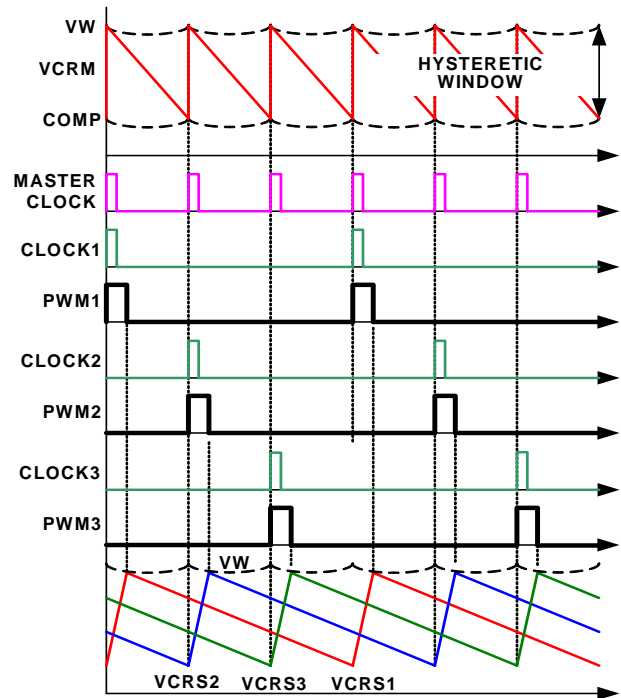 VW
VCRM
HYSTERETIC
WINDOW
COMP
MASTER
CLOCK
CLOCK1
PWM1
CLOCK2
PWM2
CLOCK3
PWM3
VW
VCRS2 VCRS3 VCRS1